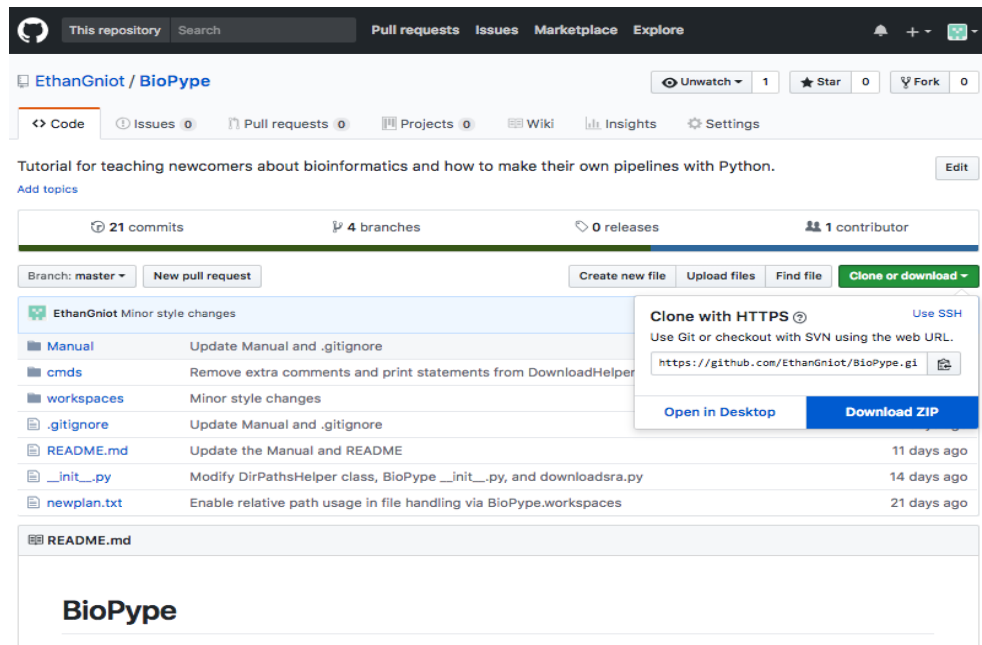 This repository Search Pull requests Issues Marketplace Explore
EthanGniot / BioPype Unwatch 1 Star 0 Fork 0
Code Issues 0 Pull requests 0 Projects 0 Wiki Insights Settings
Tutorial for teaching newcomers about bioinformatics and how to make their own pipelines with Python. Edit
Add topics
21 commits 4 branches 0 releases 1 contributor
Branch: master New pull request Create new file Upload files Find file Clone or download
EthanGniot Minor style changes
Clone with HTTPS Use SSH
Use Git or checkout with SVN using the web URL.
https://github.com/EthanGniot/BioPype.gi
Open in Desktop Download ZIP
Manual Update Manual and .gitignore
cmds Remove extra comments and print statements from DownloadHelper
workspaces Minor style changes
.gitignore Update Manual and .gitignore
README.md Update the Manual and README 11 days ago
__init__.py Modify DirPathsHelper class, BioPype __init__.py, and downloadsra.py 14 days ago
newplan.txt Enable relative path usage in file handling via BioPype.workspaces 21 days ago
README.md
BioPype